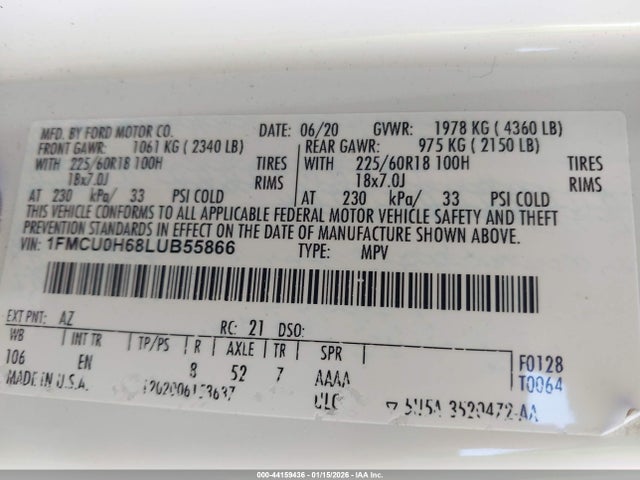 MFD. BY FORD MOTOR CO. DATE: 06/20 GVWR: 1978 KG ( 4360 LB)
FRONT GAWR: 1061 KG ( 2340 LB) REAR GAWR: 975 KG ( 2150 LB)
WITH 225/60R18 100H TIRES WITH 225/60R18 100H TIRES
18x7.0J RIMS 18x7.0J RIMS
AT 230 kPa/ 33 PSI COLD AT 230 kPa/ 33 PSI COLD
THIS VEHICLE CONFORMS TO ALL APPLICABLE FEDERAL MOTOR VEHICLE SAFETY AND THEFT
PREVENTION STANDARDS IN EFFECT ON THE DATE OF MANUFACTURE SHOWN ABOVE.
VIN: 1FMCU0H68LUB55866 TYPE: MPV
EXT PNT: AZ RC: 21 DSO:
WB INT TR TP/PS R AXLE TR SPR
106 EN 8 52 7 AAAA F0128
MADE IN U.S.A. ULC T0064
000-44159436 - 01/15/2026 - IAA Inc.